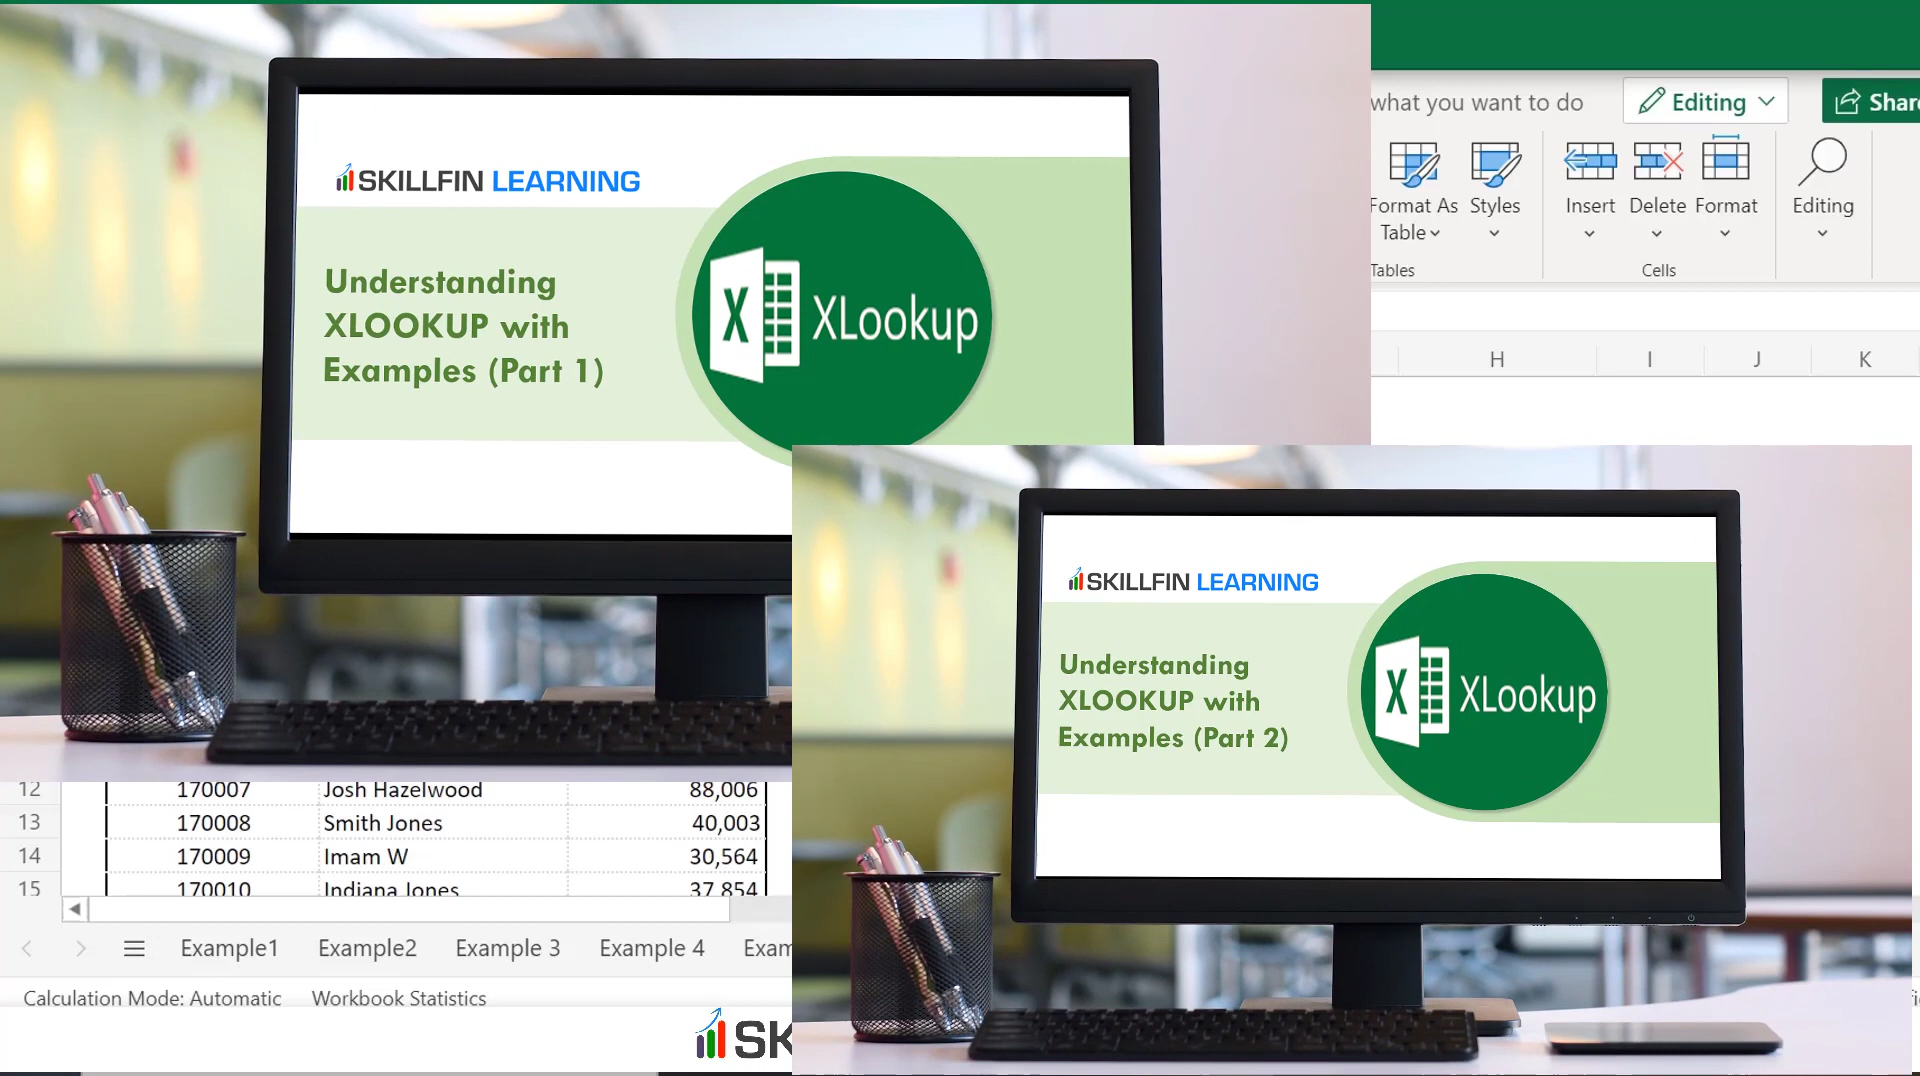 SKILLFIN LEARNING
Understanding
XLOOKUP with
Examples (Part 1)
X XLookup
what you want to do
Editing
Share
Format As
Table
Styles
Insert
Delete
Format
Editing
Tables
Cells
H I J K
SKILLFIN LEARNING
Understanding
XLOOKUP with
Examples (Part 2)
X XLookup
12 170007 Josh Hazelwood 88,006
13 170008 Smith Jones 40,003
14 170009 Imam W 30,564
15 170010 Indiana Jones 37,854
Example1 Example2 Example 3 Example 4 Exam
Calculation Mode: Automatic Workbook Statistics
SK